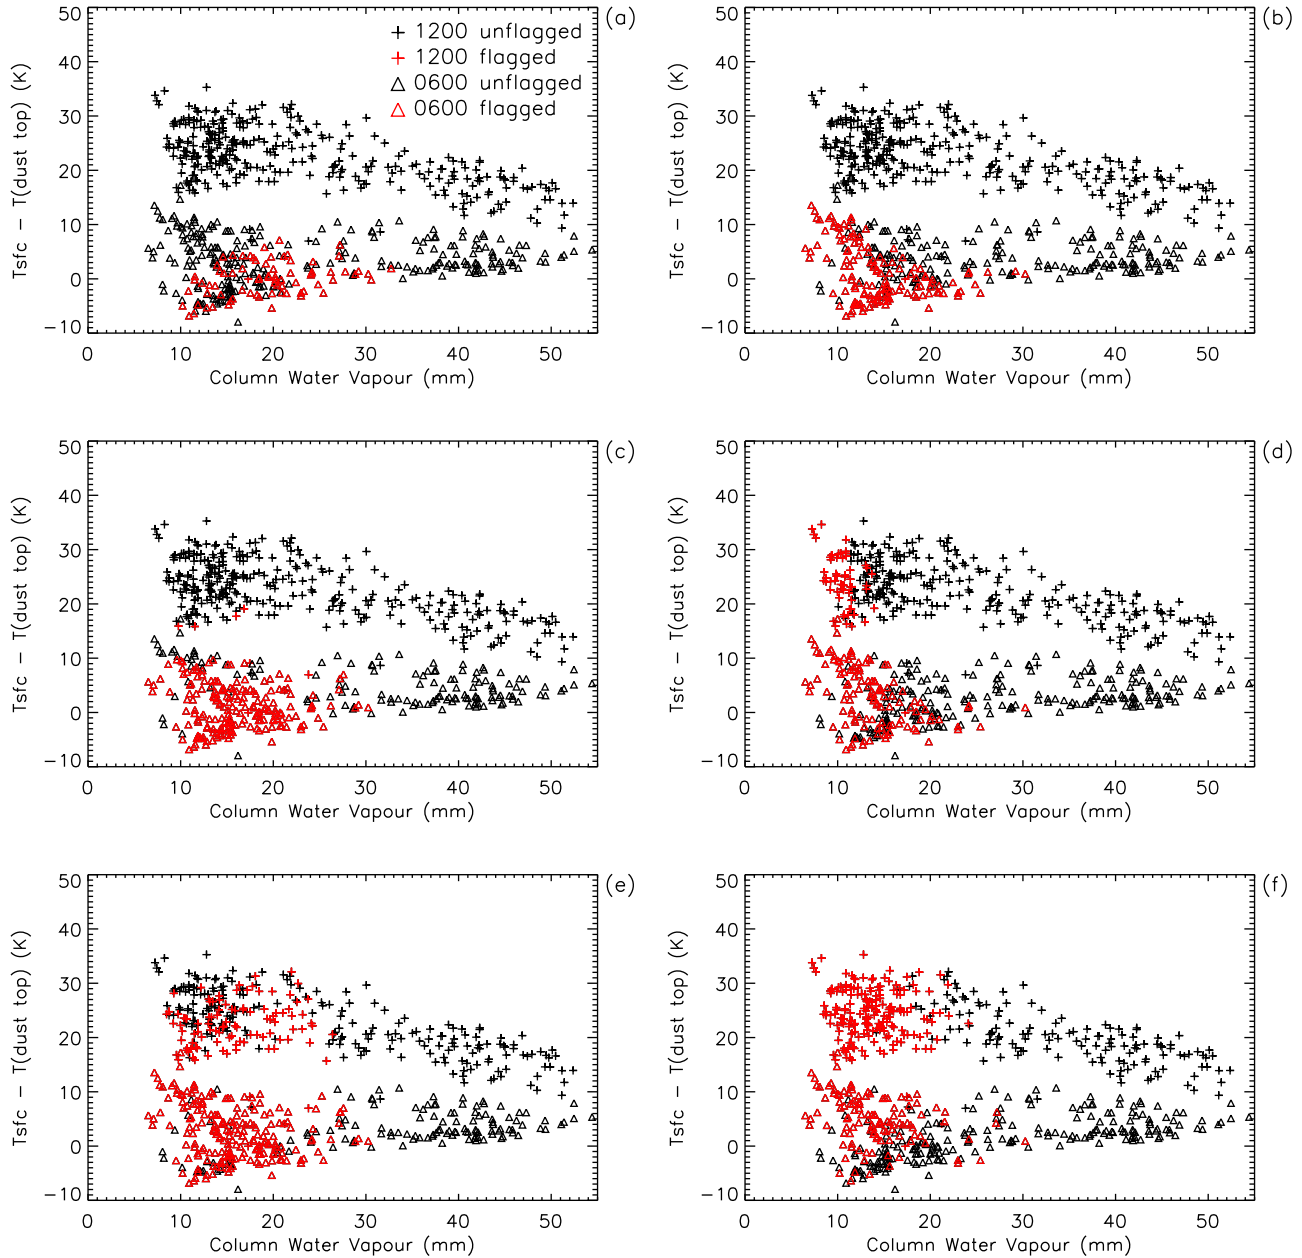 50 (a) 50 (b)
+ 1200 unflagged
+ 1200 flagged
△ 0600 unflagged
△ 0600 flagged
40 40
30 30
20 20
10 10
0 0
−10 −10
Tsfc − T(dust top) (K) Tsfc − T(dust top) (K)
0 10 20 30 40 50 0 10 20 30 40 50
Column Water Vapour (mm) Column Water Vapour (mm)
50 (c) 50 (d)
40 40
30 30
20 20
10 10
0 0
−10 −10
Tsfc − T(dust top) (K) Tsfc − T(dust top) (K)
0 10 20 30 40 50 0 10 20 30 40 50
Column Water Vapour (mm) Column Water Vapour (mm)
50 (e) 50 (f)
40 40
30 30
20 20
10 10
0 0
−10 −10
Tsfc − T(dust top) (K) Tsfc − T(dust top) (K)
0 10 20 30 40 50 0 10 20 30 40 50
Column Water Vapour (mm) Column Water Vapour (mm)